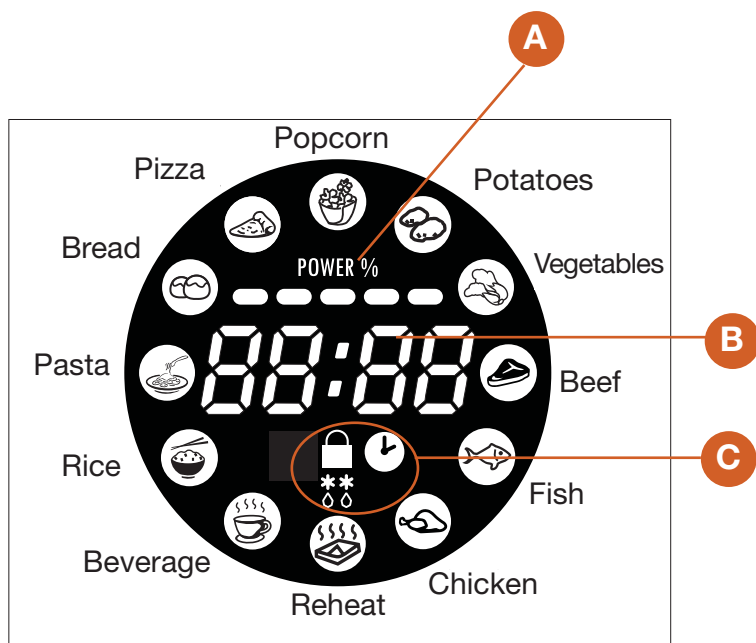 A
Popcorn
Pizza
Potatoes
Bread
POWER %
Vegetables
88:88
B
Pasta
Beef
C
Rice
Fish
Beverage
Chicken
Reheat